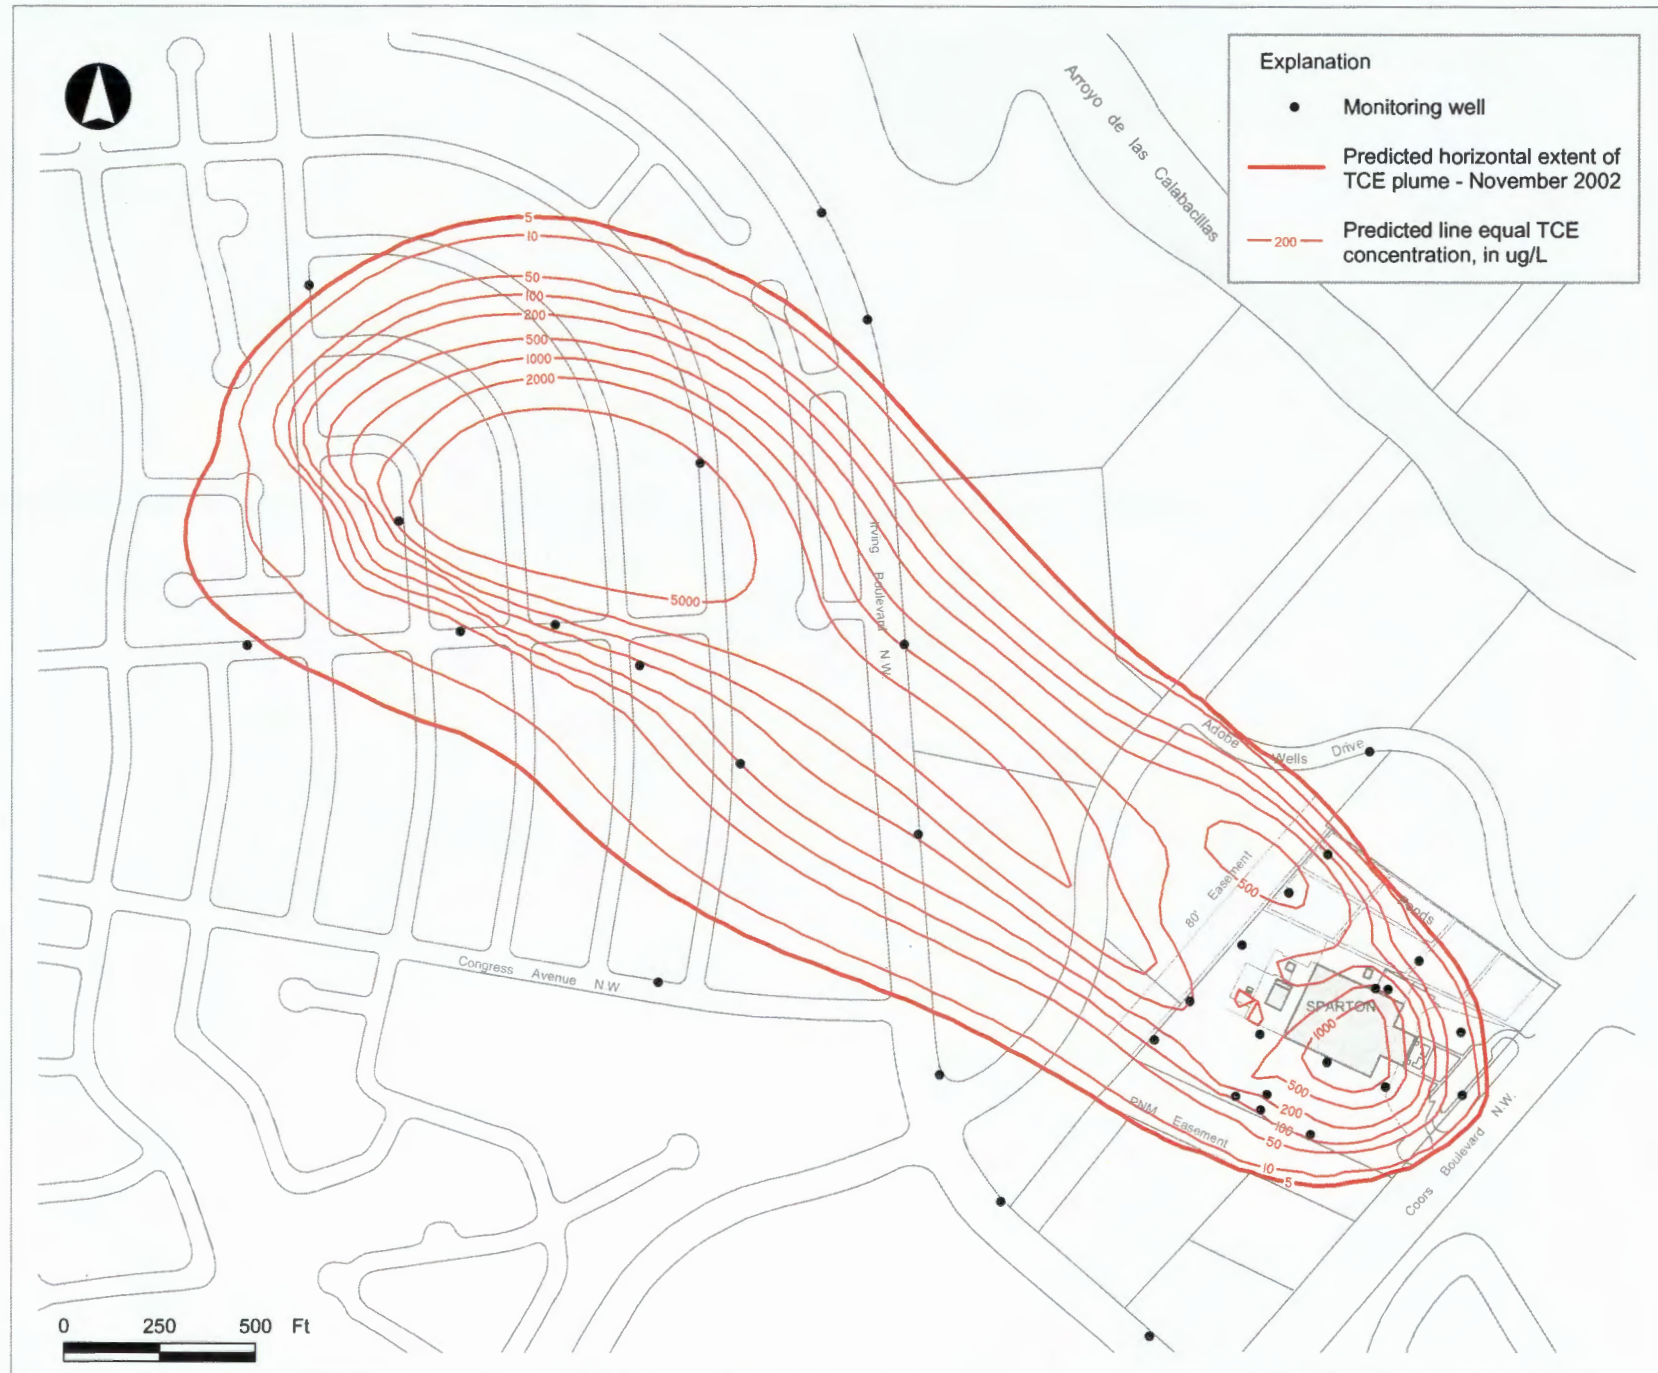 Explanation
Monitoring well
Predicted horizontal extent of
TCE plume - November 2002
200
Predicted line equal TCE
concentration, in ug/L
Arroyo de las Calabacillas
5
10
50
100
200
500
1000
2000
5000
Irving Boulevard N.W.
Adobe Wells Drive
80' Easement
500
Ponds
SPARTON
1000
500
200
100
50
10
5
PNM Easement
Coors Boulevard N.W.
Congress Avenue N.W
0 250 500 Ft